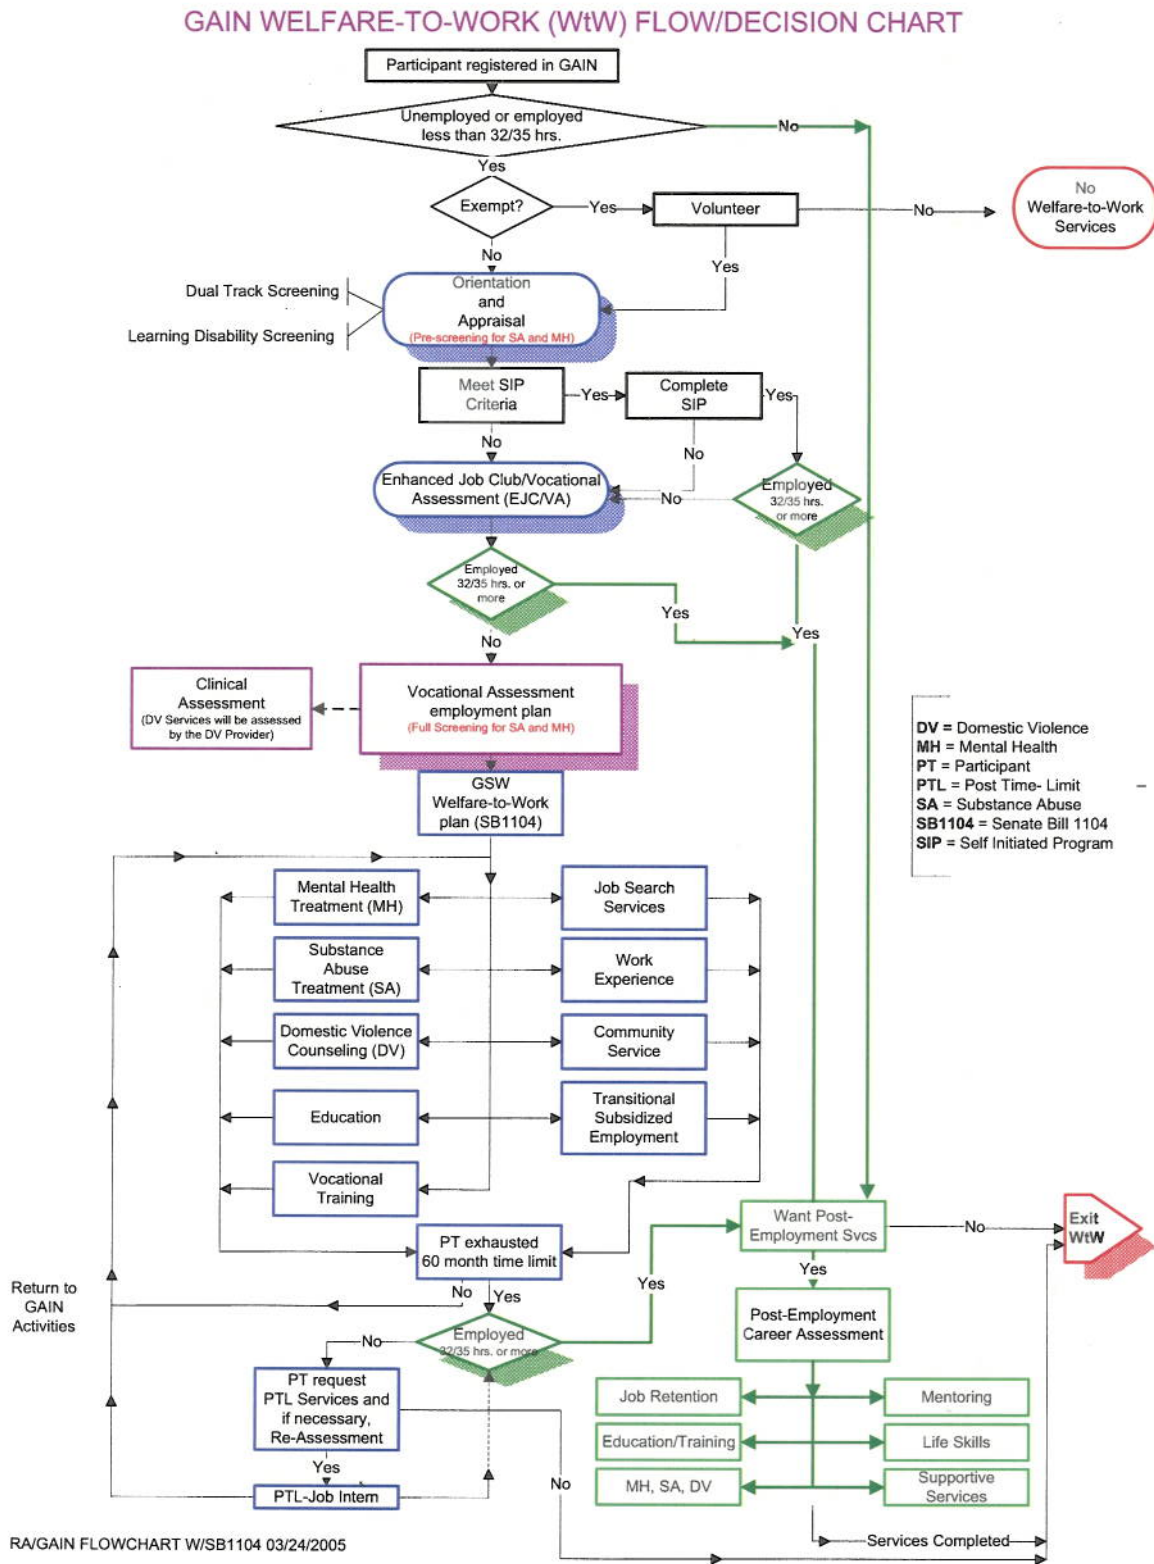 GAIN WELFARE-TO-WORK (WtW) FLOW/DECISION CHART
Participant registered in GAIN
Unemployed or employed
less than 32/35 hrs.
No
Yes
Exempt?
Yes
Volunteer
No
No
Welfare-to-Work
Services
No
Yes
Dual Track Screening
Learning Disability Screening
Orientation
and
Appraisal
(Pre-screening for SA and MH)
Meet SIP
Criteria
Yes
Complete
SIP
Yes
No
No
Enhanced Job Club/Vocational
Assessment (EJC/VA)
No
Employed
32/35 hrs.
or more
Employed
32/35 hrs. or
more
Yes
Yes
No
Clinical
Assessment
(DV Services will be assessed
by the DV Provider)
Vocational Assessment
employment plan
(Full Screening for SA and MH)
DV = Domestic Violence
MH = Mental Health
PT = Participant
PTL = Post Time- Limit
SA = Substance Abuse
SB1104 = Senate Bill 1104
SIP = Self Initiated Program
GSW
Welfare-to-Work
plan (SB1104)
Mental Health
Treatment (MH)
Job Search
Services
Substance
Abuse
Treatment (SA)
Work
Experience
Domestic Violence
Counseling (DV)
Community
Service
Education
Transitional
Subsidized
Employment
Vocational
Training
PT exhausted
60 month time limit
Want Post-
Employment Svcs
No
Exit
WtW
Yes
Yes
No
Yes
Return to
GAIN
Activities
Employed
32/35 hrs. or more
No
Post-Employment
Career Assessment
PT request
PTL Services and
if necessary,
Re-Assessment
Yes
No
PTL-Job Intern
Job Retention
Mentoring
Education/Training
Life Skills
MH, SA, DV
Supportive
Services
Services Completed
RA/GAIN FLOWCHART W/SB1104 03/24/2005